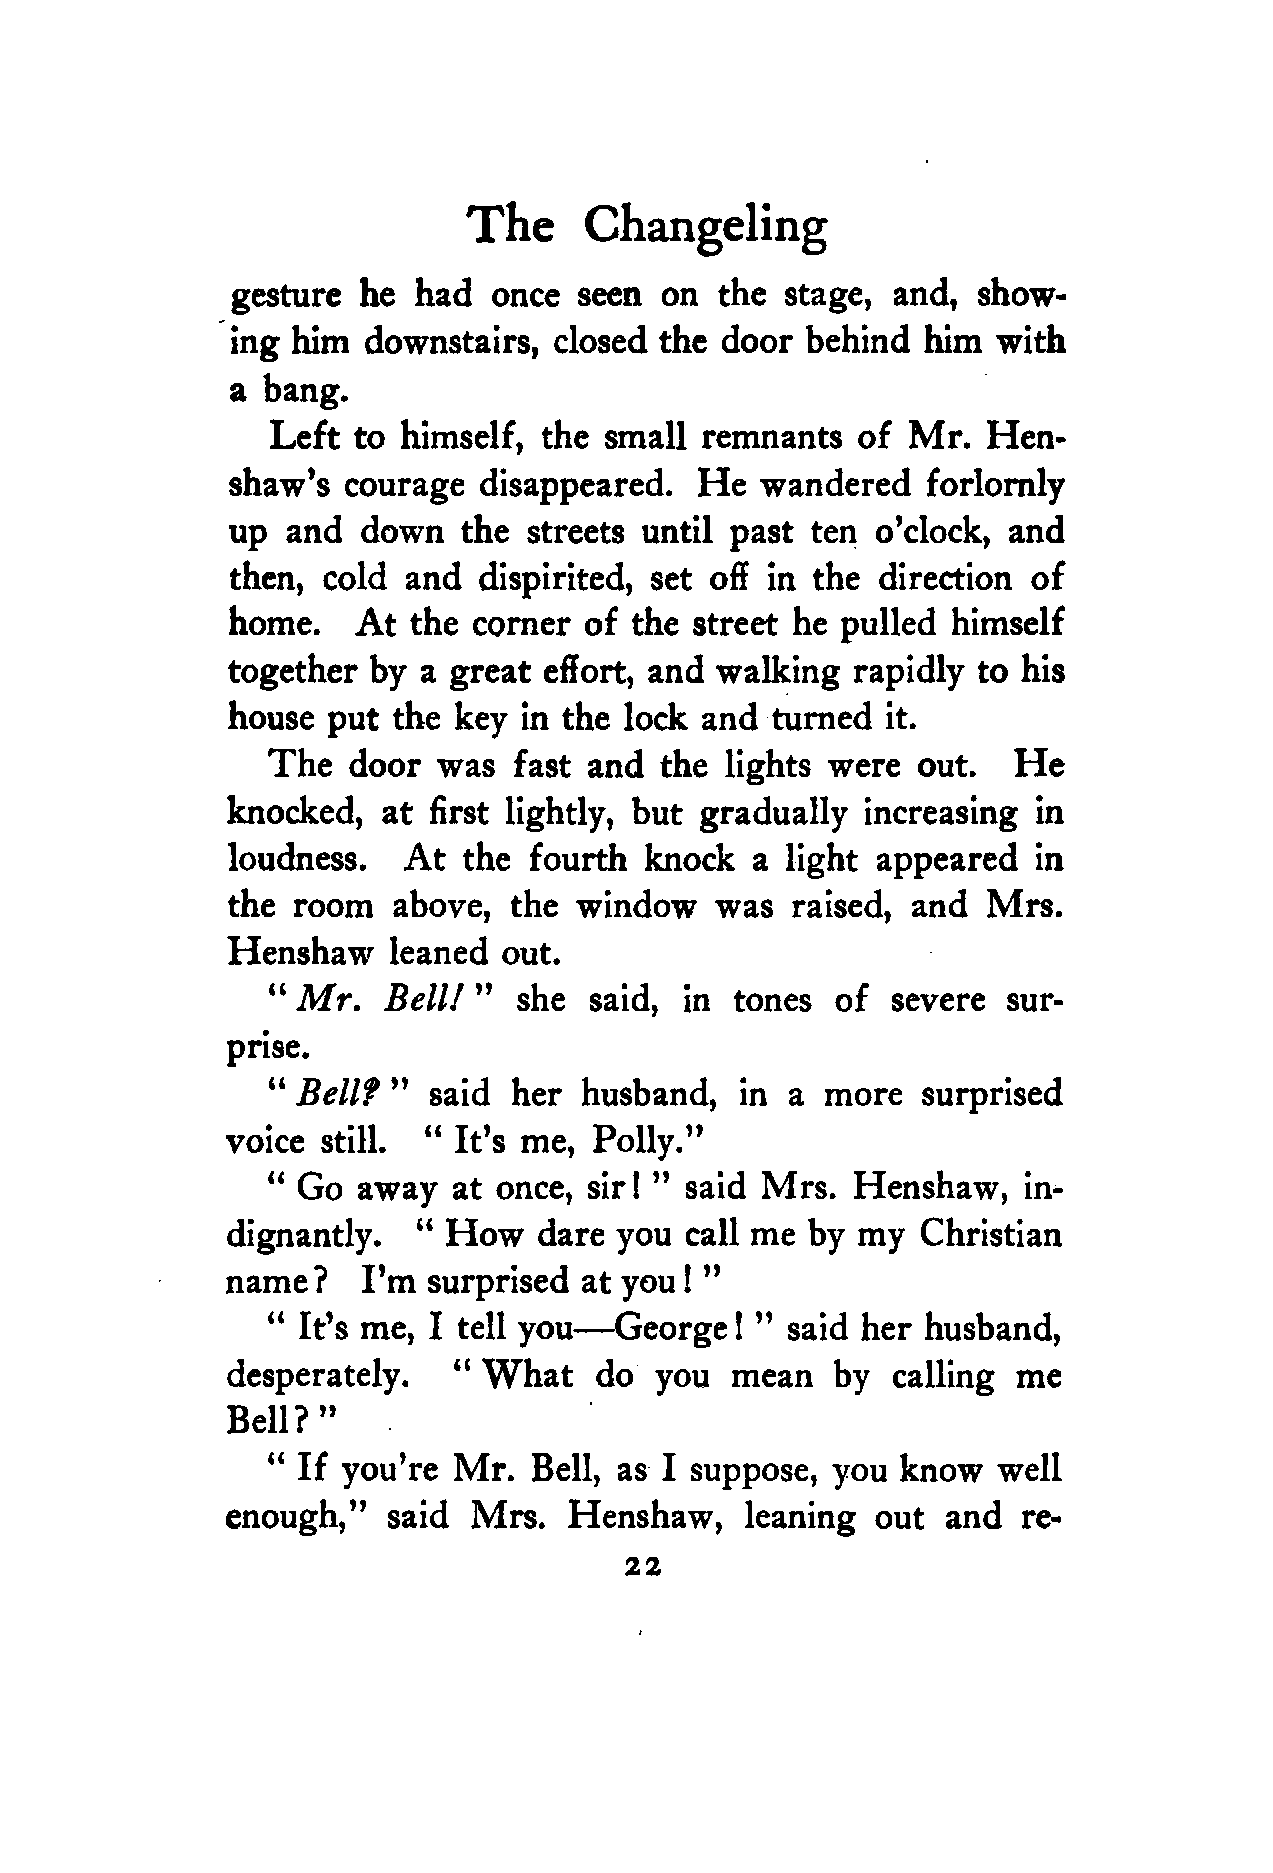 The Changeling
gesture he had once seen on the stage, and, show-
ing him downstairs, closed the door behind him with
a bang.
Left to himself, the small remnants of Mr. Hen-
shaw's courage disappeared. He wandered forlornly
up and down the streets until past ten o'clock, and
then, cold and dispirited, set off in the direction of
home. At the corner of the street he pulled himself
together by a great effort, and walking rapidly to his
house put the key in the lock and turned it.
The door was fast and the lights were out. He
knocked, at first lightly, but gradually increasing in
loudness. At the fourth knock a light appeared in
the room above, the window was raised, and Mrs.
Henshaw leaned out.
" Mr. Bell! " she said, in tones of severe sur-
prise.
" Bell? " said her husband, in a more surprised
voice still. " It's me, Polly."
" Go away at once, sir! " said Mrs. Henshaw, in-
dignantly. " How dare you call me by my Christian
name? I'm surprised at you! "
" It's me, I tell you—George! " said her husband,
desperately. " What do you mean by calling me
Bell? "
" If you're Mr. Bell, as I suppose, you know well
enough," said Mrs. Henshaw, leaning out and re-
22